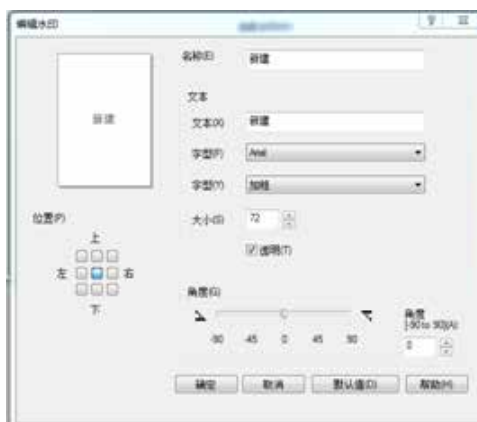 编辑水印
名称(E) 新建
新建
文本
文本(X) 新建
字型(F) Arial
字型(Y) 加粗
大小(S) 72
透明(T)
位置(P)
上
左 右
下
角度(G)
-90 -45 0 45 90
角度
[-90 to 90](A)
0
确定 取消 默认值(D) 帮助(H)